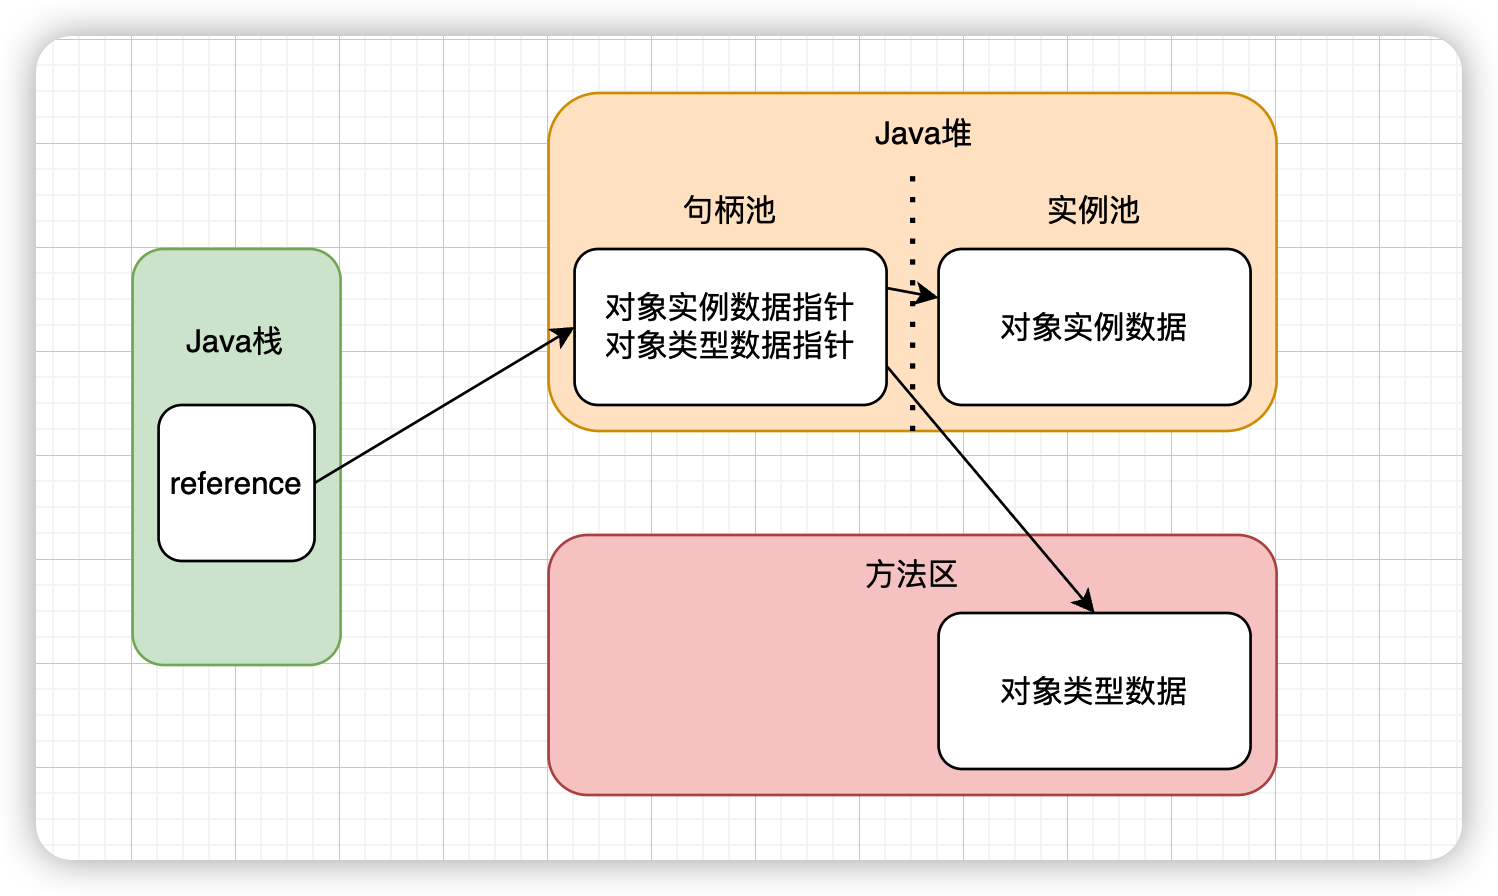 Java堆
句柄池
实例池
对象实例数据指针
对象类型数据指针
对象实例数据
Java栈
reference
方法区
对象类型数据